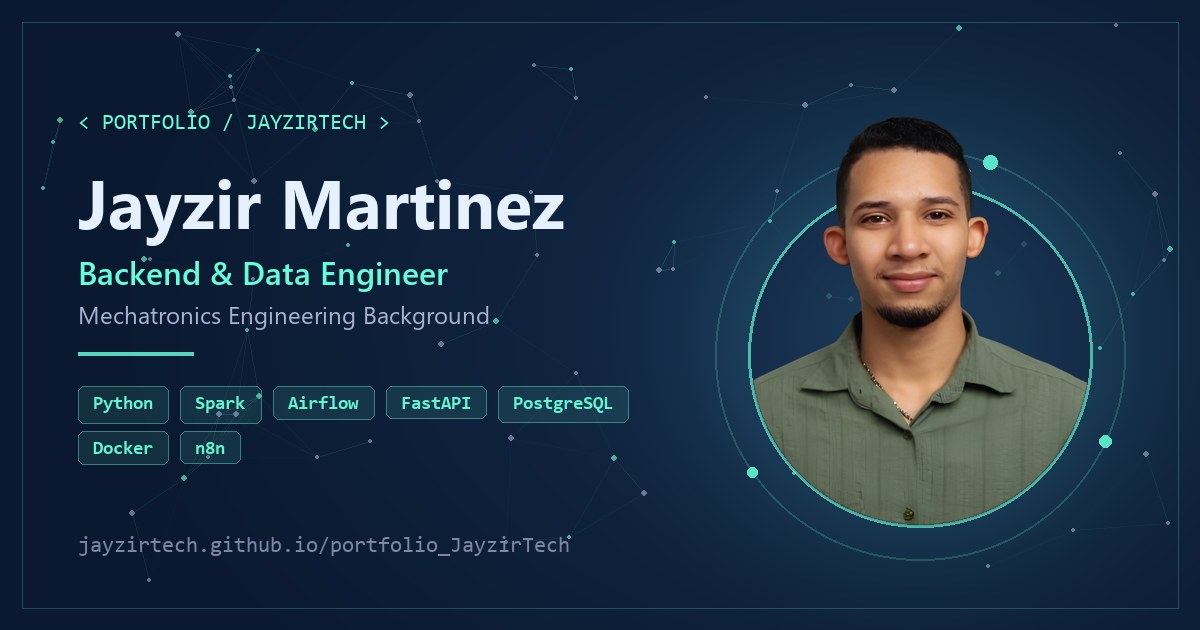 < PORTFOLIO / JAYZIRTECH >
Jayzir Martinez
Backend & Data Engineer
Mechatronics Engineering Background
Python Spark Airflow FastAPI PostgreSQL
Docker n8n
jayzirtech.github.io/portfolio_JayzirTech